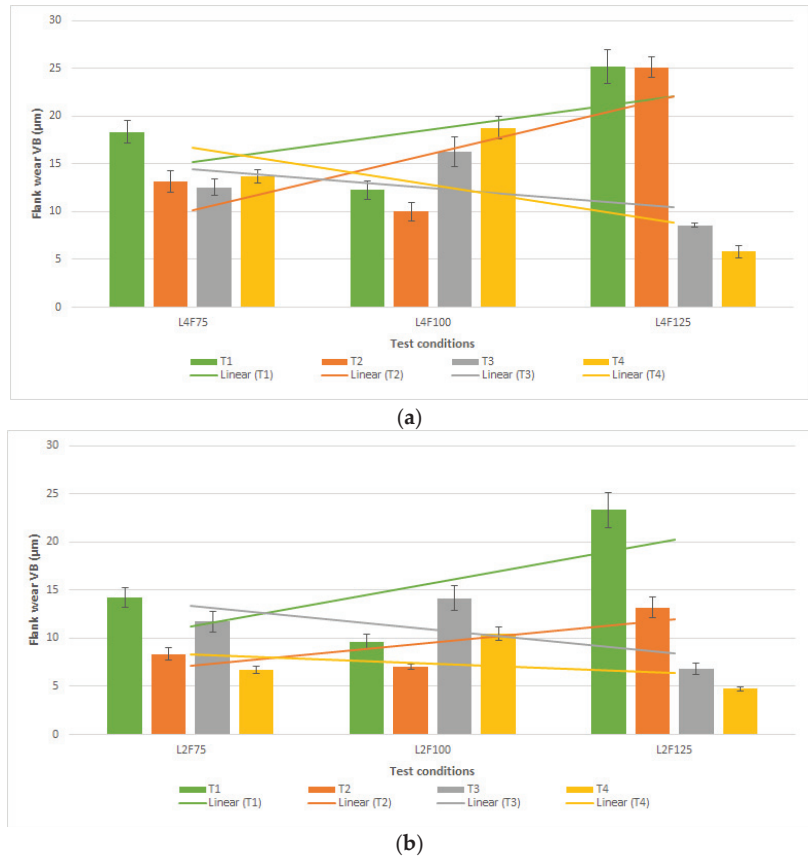 30
25
20
15
10
5
0
Flank wear VB (µm)
L4F75 L4F100 L4F125
Test conditions
T1 T2 T3 T4
Linear (T1) Linear (T2) Linear (T3) Linear (T4)
(a)
30
25
20
15
10
5
0
Flank wear VB (µm)
L2F75 L2F100 L2F125
Test conditions
T1 T2 T3 T4
Linear (T1) Linear (T2) Linear (T3) Linear (T4)
(b)